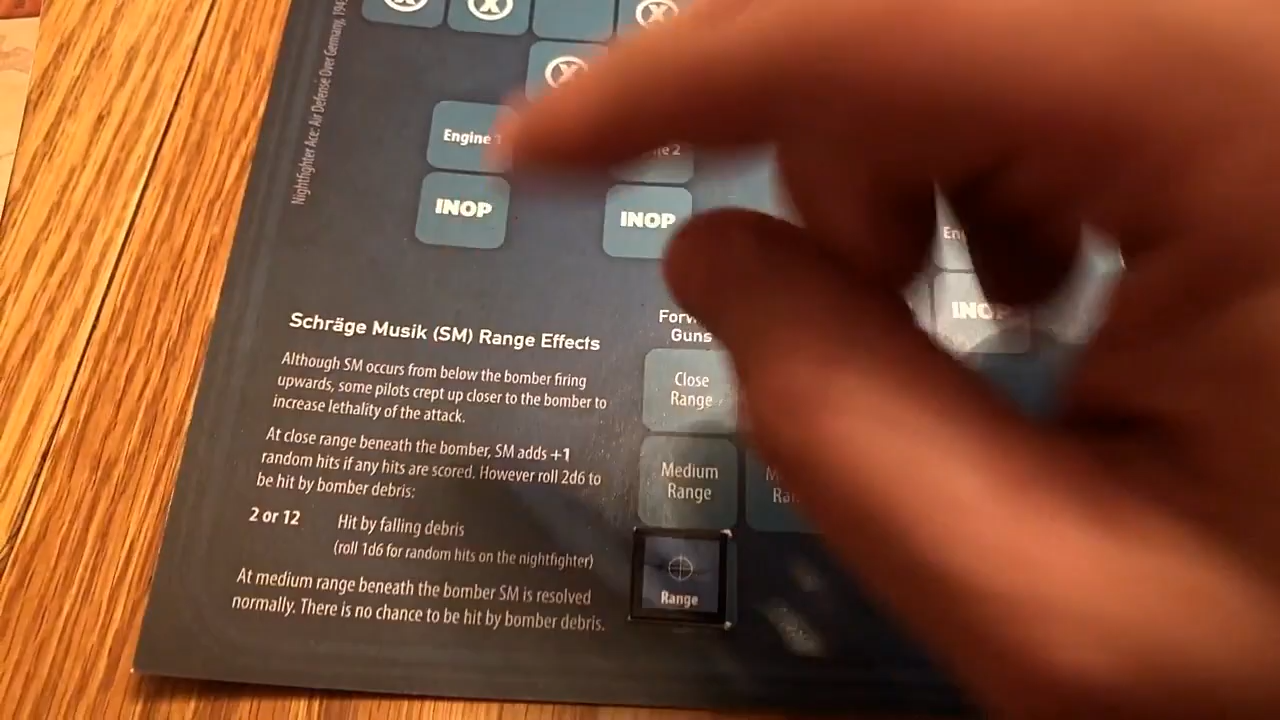 Nightfighter Ace: Air Defense Over Germany,
Engine 1
INOP
INOP
INOP
Schräge Musik (SM) Range Effects
Although SM occurs from below the bomber firing
upwards, some pilots crept up closer to the bomber to
increase lethality of the attack.
At close range beneath the bomber, SM adds +1
random hits if any hits are scored. However roll 2d6 to
be hit by bomber debris:
2 or 12 Hit by falling debris
(roll 1d6 for random hits on the nightfighter)
At medium range beneath the bomber SM is resolved
normally. There is no chance to be hit by bomber debris.
Guns
Close
Range
Medium
Range
Range